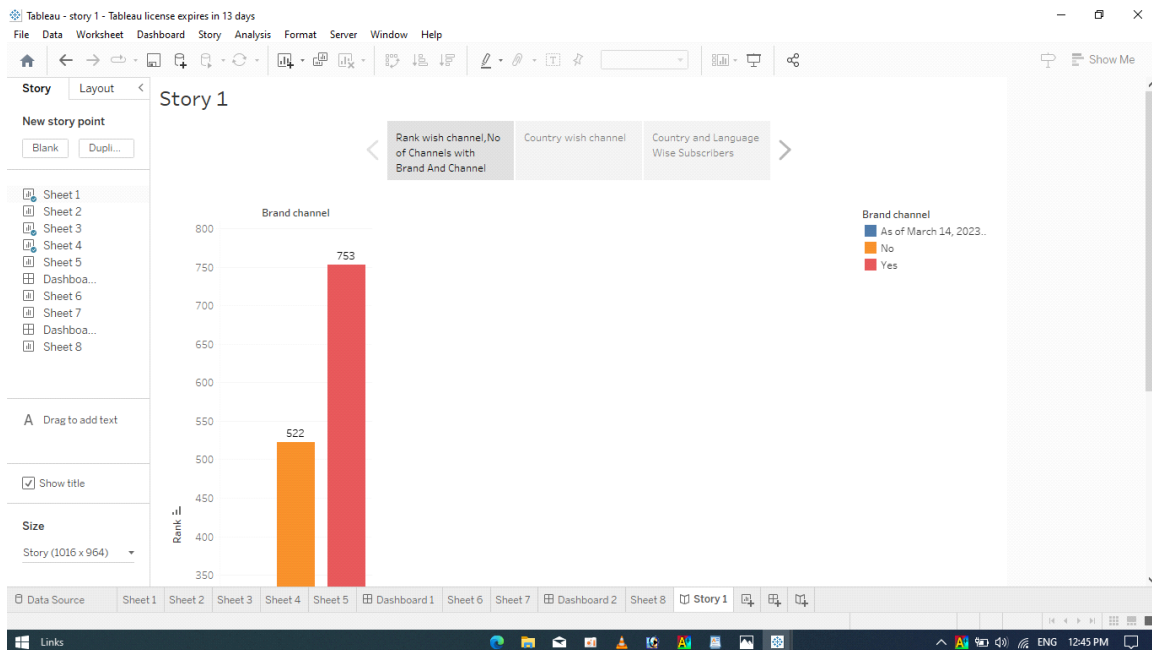 Tableau - story 1 - Tableau license expires in 13 days
File Data Worksheet Dashboard Story Analysis Format Server Window Help
Show Me
Story Layout
New story point
Blank Dupli...
Sheet 1
Sheet 2
Sheet 3
Sheet 4
Sheet 5
Dashboa...
Sheet 6
Sheet 7
Dashboa...
Sheet 8
A Drag to add text
Show title
Size
Story (1016 x 964)
Story 1
Rank wish channel,No
of Channels with
Brand And Channel
Country wish channel
Country and Language
Wise Subscribers
Brand channel
800
750
700
650
600
550
500
450
400
350
Rank
753
522
Brand channel
As of March 14, 2023..
No
Yes
Data Source Sheet 1 Sheet 2 Sheet 3 Sheet 4 Sheet 5 Dashboard 1 Sheet 6 Sheet 7 Dashboard 2 Sheet 8 Story 1
Links ENG 12:45 PM